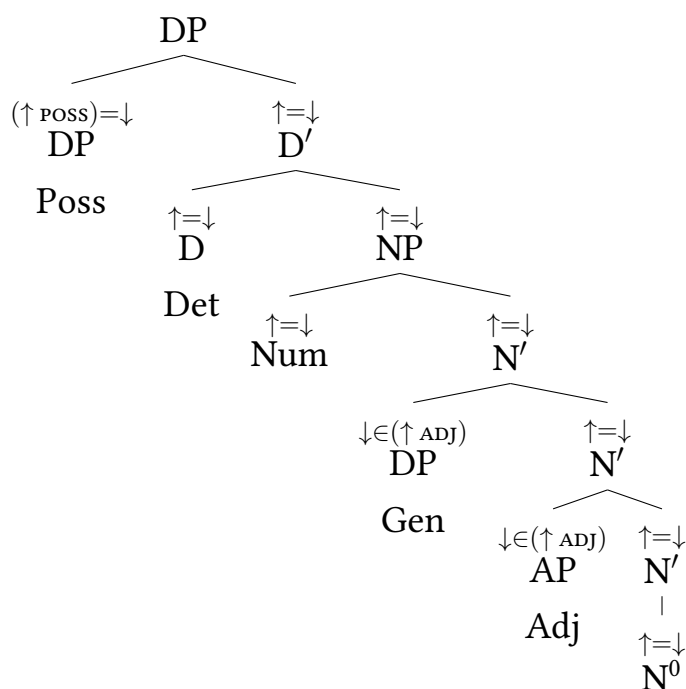 DP
(↑ POSS)=↓ ↑=↓
DP D′
Poss
↑=↓ ↑=↓
D NP
Det
↑=↓ ↑=↓
Num N′
↓∈(↑ ADJ) ↑=↓
DP N′
Gen
↓∈(↑ ADJ) ↑=↓
AP N′
Adj
↑=↓
N⁰